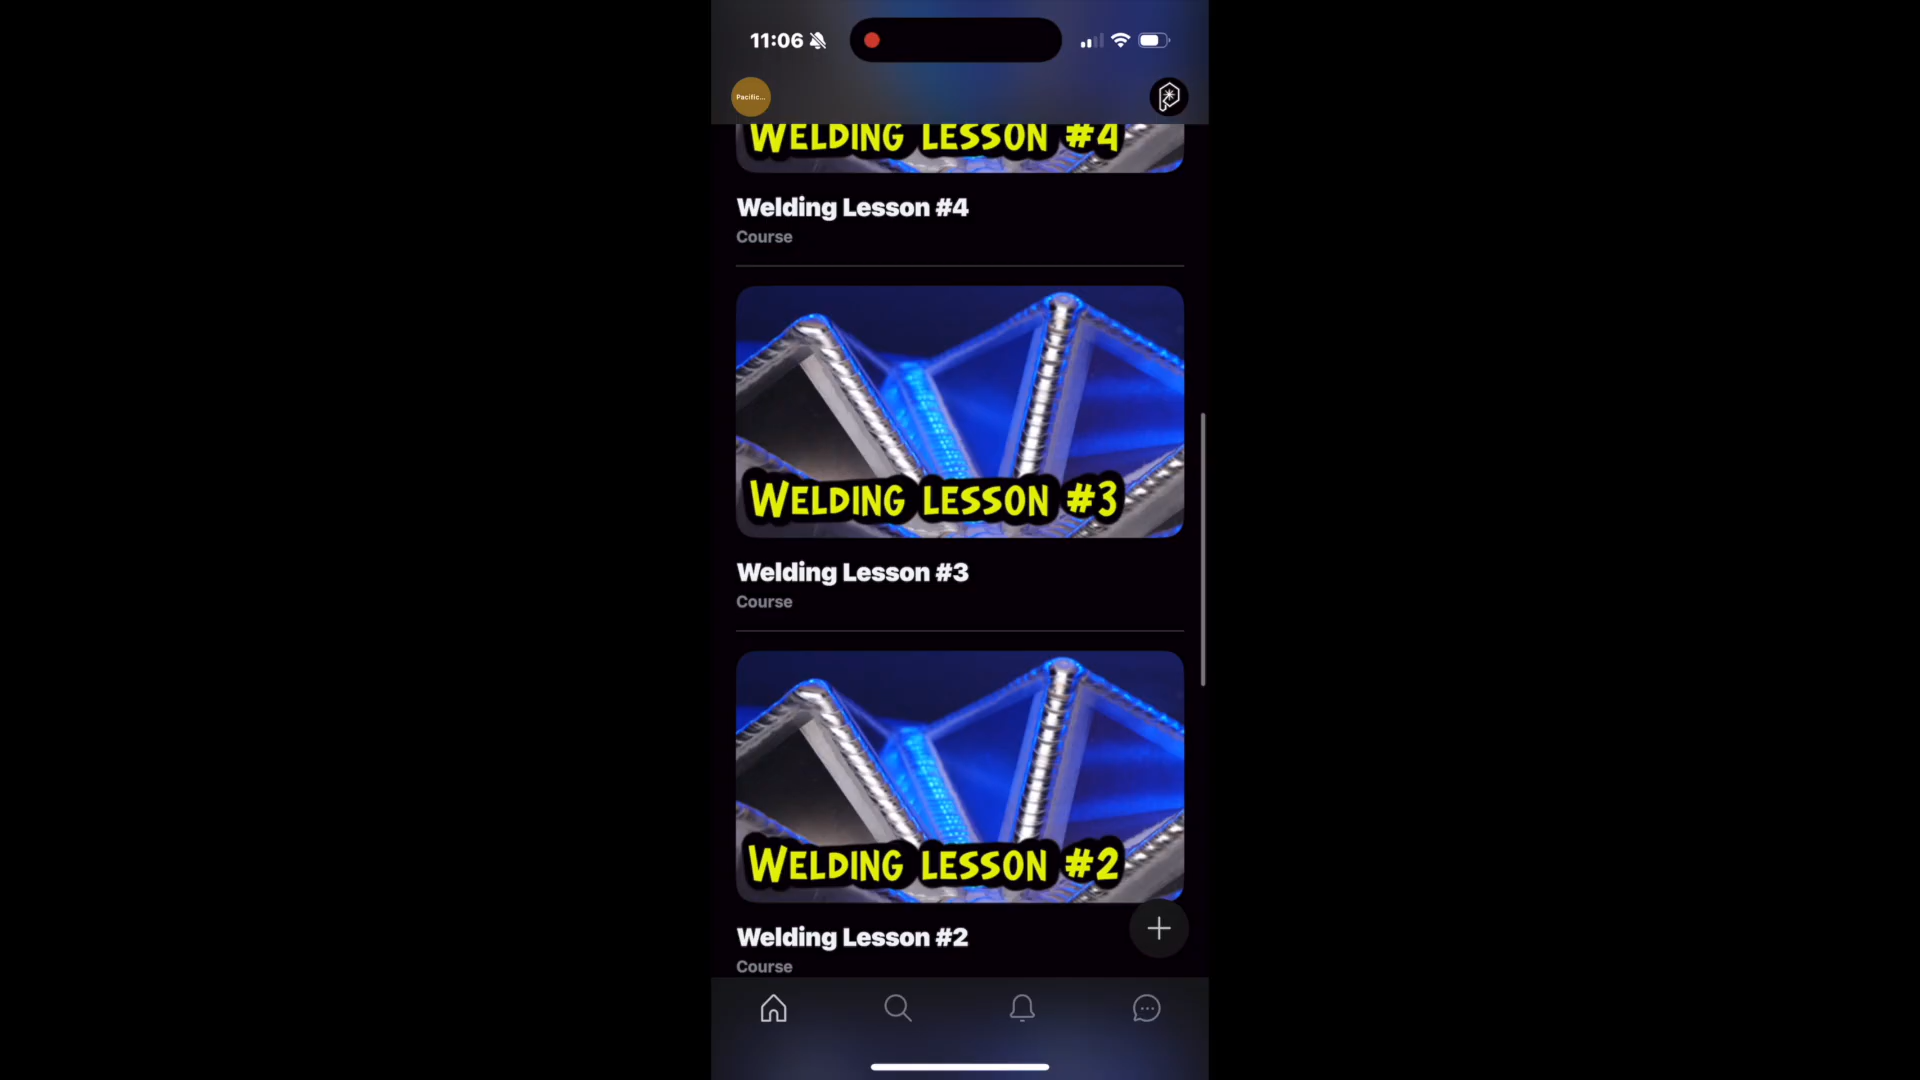 11:06
Pacific...
WELDING LESSON #4
Welding Lesson #4
Course
WELDING LESSON #3
Welding Lesson #3
Course
WELDING LESSON #2
Welding Lesson #2
Course